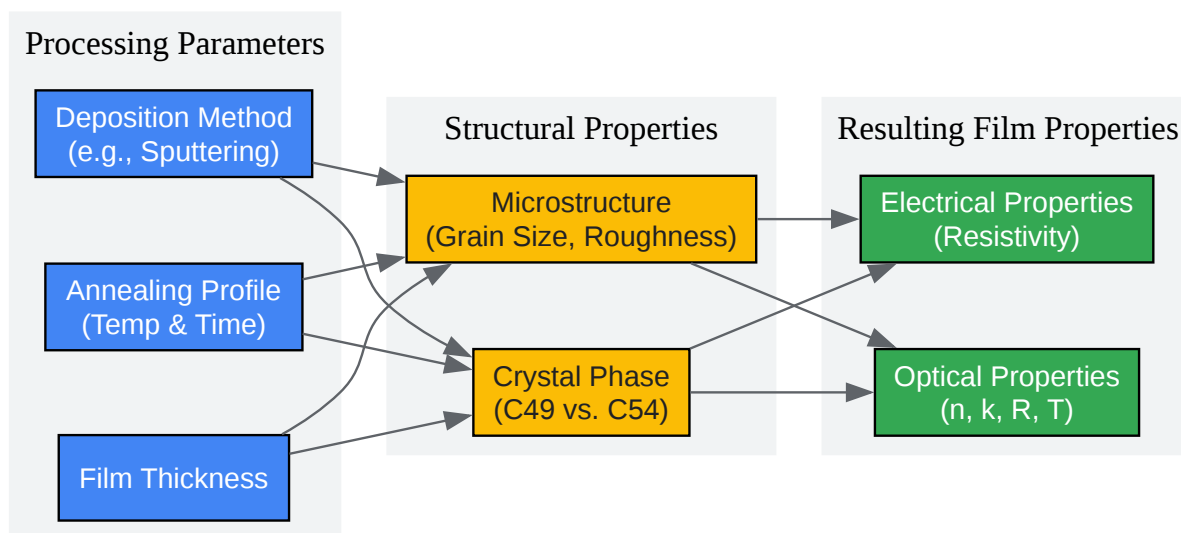 Processing Parameters
Deposition Method
(e.g., Sputtering)
Annealing Profile
(Temp & Time)
Film Thickness
Structural Properties
Microstructure
(Grain Size, Roughness)
Crystal Phase
(C49 vs. C54)
Resulting Film Properties
Electrical Properties
(Resistivity)
Optical Properties
(n, k, R, T)